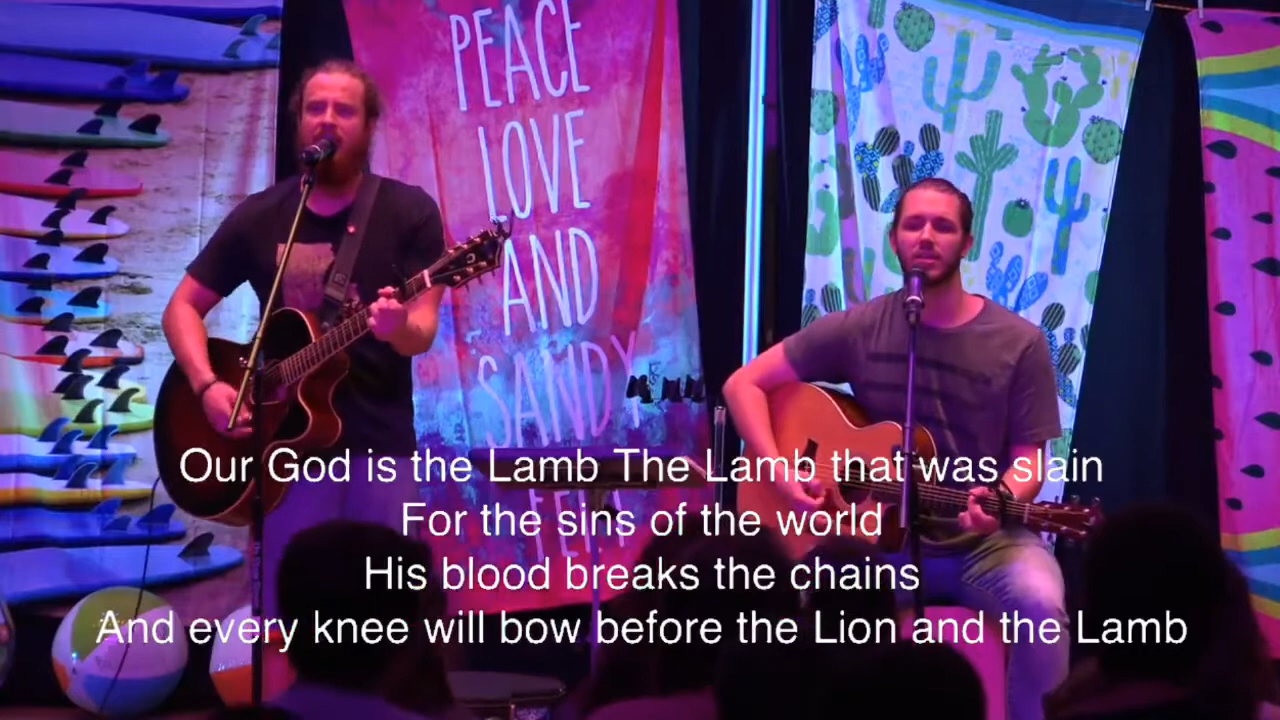 PEACE
LOVE
AND
SANDY
FEET
Our God is the Lamb The Lamb that was slain
For the sins of the world
His blood breaks the chains
And every knee will bow before the Lion and the Lamb